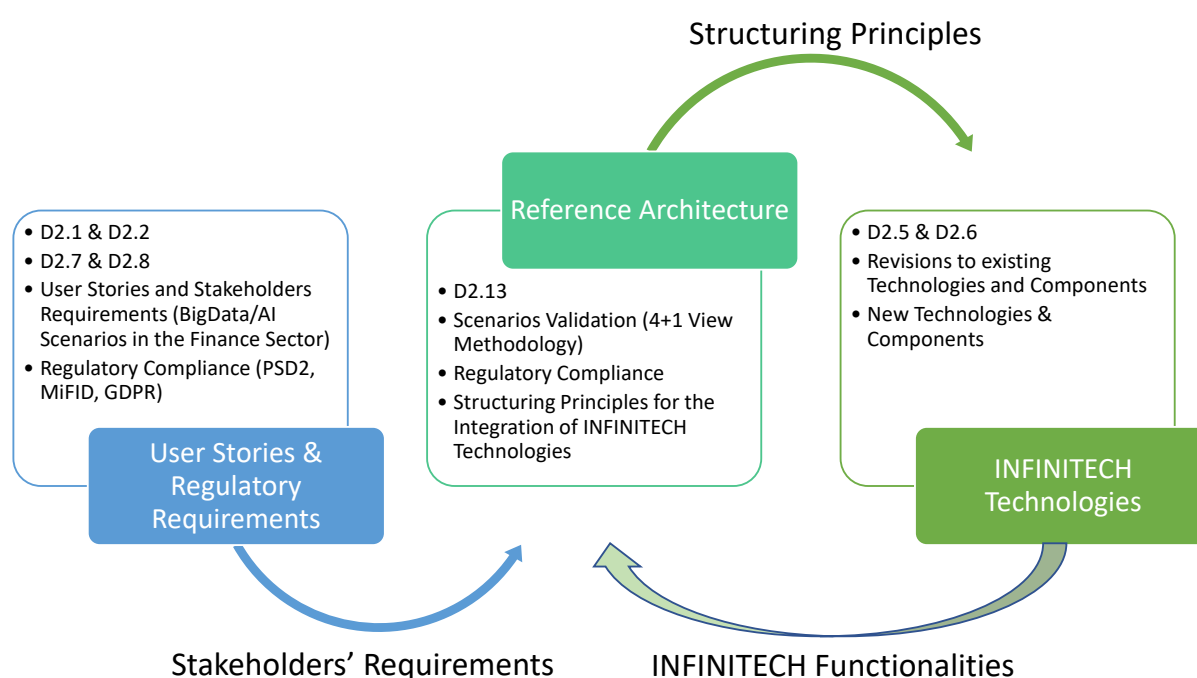 Structuring Principles
• D2.1 & D2.2
• D2.7 & D2.8
• User Stories and Stakeholders
Requirements (BigData/AI
Scenarios in the Finance Sector)
• Regulatory Compliance (PSD2,
MiFID, GDPR)
User Stories &
Regulatory
Requirements
Reference Architecture
• D2.13
• Scenarios Validation (4+1 View
Methodology)
• Regulatory Compliance
• Structuring Principles for the
Integration of INFINITECH
Technologies
• D2.5 & D2.6
• Revisions to existing
Technologies and Components
• New Technologies &
Components
INFINITECH
Technologies
Stakeholders’ Requirements
INFINITECH Functionalities